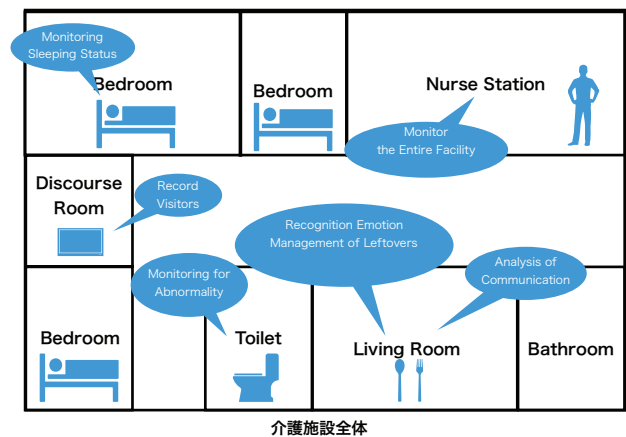 Monitoring
Sleeping Status
Bedroom
Bedroom
Nurse Station
Monitor
the Entire Facility
Discourse
Room
Record
Visitors
Recognition Emotion
Management of Leftovers
Analysis of
Communication
Monitoring for
Abnormality
Bedroom
Toilet
Living Room
Bathroom
介護施設全体